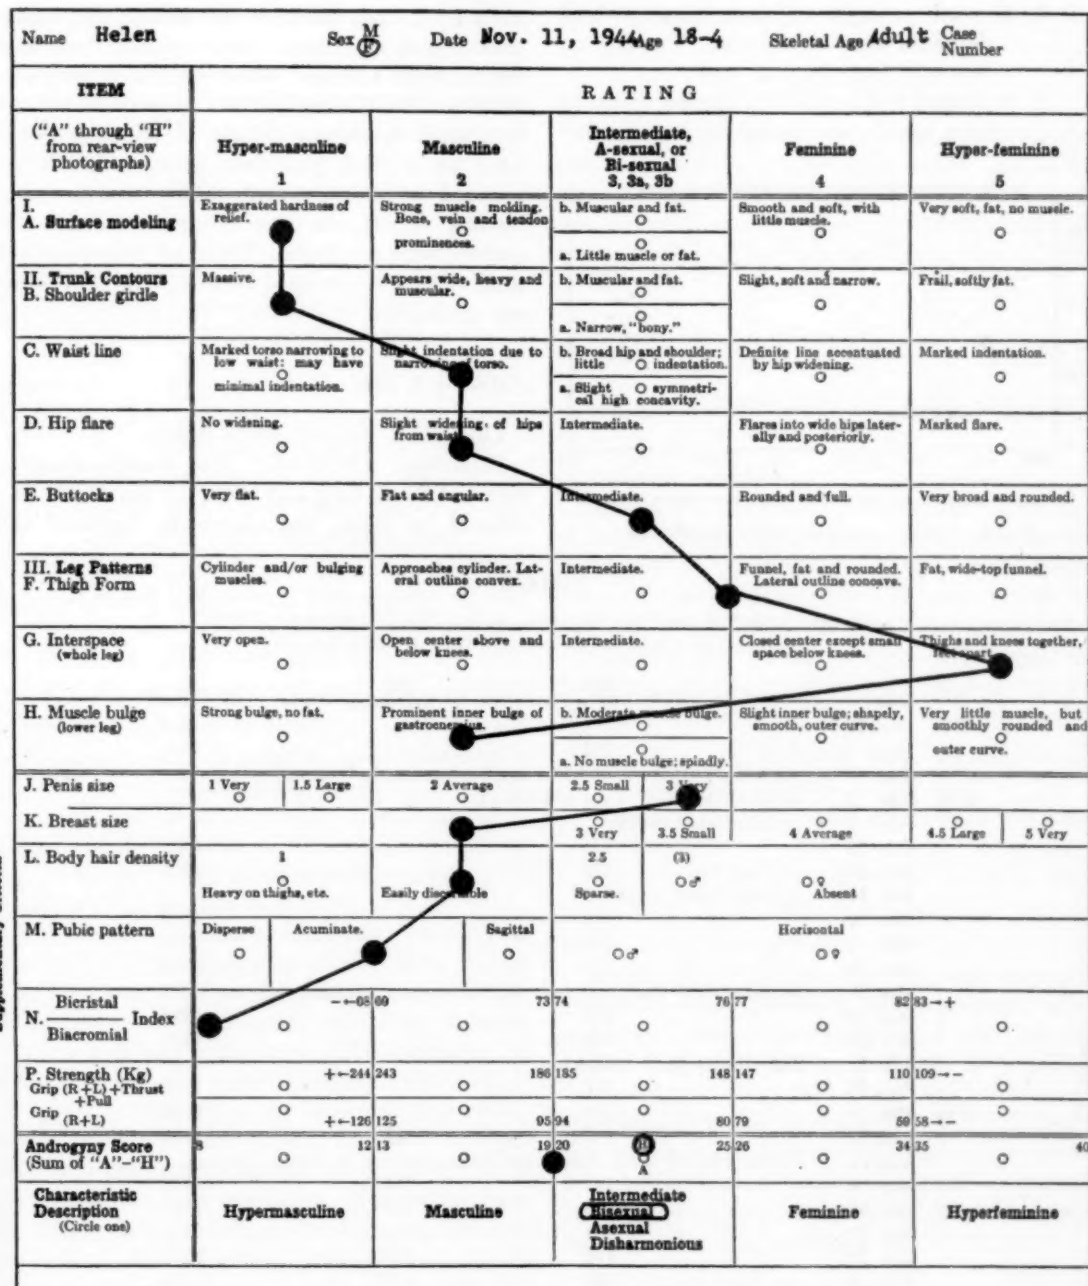 Name Helen Sex M F Date Nov. 11, 1944 Age 18-4 Skeletal Age Adult Case Number
ITEM RATING
("A" through "H" from rear-view photographs)
Hyper-masculine 1
Masculine 2
Intermediate, A-sexual, or Bi-sexual 3, 3a, 3b
Feminine 4
Hyper-feminine 5
I.
A. Surface modeling
Exaggerated hardness of relief.
Strong muscle molding. Bone, vein and tendon prominences.
b. Muscular and fat.
a. Little muscle or fat.
Smooth and soft, with little muscle.
Very soft, fat, no muscle.
II. Trunk Contours
B. Shoulder girdle
Massive.
Appears wide, heavy and muscular.
b. Muscular and fat.
a. Narrow, "bony."
Slight, soft and narrow.
Frail, softly fat.
C. Waist line
Marked torso narrowing to low waist; may have minimal indentation.
Slight indentation due to narrowing of torso.
b. Broad hip and shoulder; little indentation.
a. Slight symmetrical high concavity.
Definite line accentuated by hip widening.
Marked indentation.
D. Hip flare
No widening.
Slight widening of hips from waist
Intermediate.
Flares into wide hips laterally and posteriorly.
Marked flare.
E. Buttocks
Very flat.
Flat and angular.
Intermediate.
Rounded and full.
Very broad and rounded.
III. Leg Patterns
F. Thigh Form
Cylinder and/or bulging muscles.
Approaches cylinder. Lateral outline convex.
Intermediate.
Funnel, fat and rounded. Lateral outline concave.
Fat, wide-top funnel.
G. Interspace (whole leg)
Very open.
Open center above and below knees.
Intermediate.
Closed center except small space below knees.
Thighs and knees together, feet apart.
H. Muscle bulge (lower leg)
Strong bulge, no fat.
Prominent inner bulge of gastrocnemius.
b. Moderate muscle bulge.
a. No muscle bulge; spindly.
Slight inner bulge; shapely, smooth, outer curve.
Very little muscle, but smoothly rounded and outer curve.
J. Penis size
1 Very 1.5 Large 2 Average 2.5 Small 3 Very
K. Breast size
3 Very 3.5 Small 4 Average 4.5 Large 5 Very
L. Body hair density
1 2.5 (3)
Heavy on thighs, etc. Easily discernible Sparse. ♂ ♀ Absent
M. Pubic pattern
Disperse Acuminate. Sagittal Horizontal
♂ ♀
N. Bicristal
Biacromial Index
-←68 69 73 74 76 77 82 83→+
P. Strength (Kg)
Grip (R+L)+Thrust +Pull
+←244 243 186 185 148 147 110 109→-
Grip (R+L)
+←126 125 95 94 80 79 59 58→-
Androgyny Score (Sum of "A"–"H")
8 12 13 19 20 25 26 34 35 40
H
A
Characteristic Description (Circle one)
Hypermasculine
Masculine
Intermediate
Bisexual
Asexual
Disharmonious
Feminine
Hyperfeminine